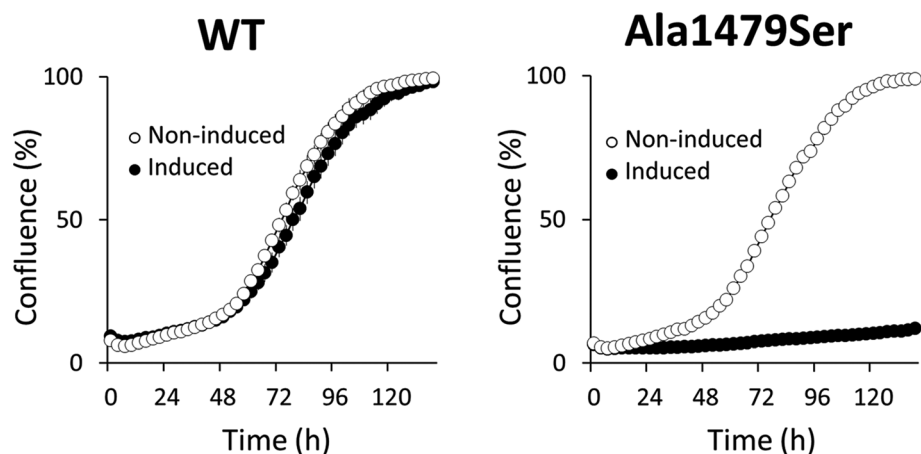 WT
100
50
0
Confluence (%)
Non-induced
Induced
0 24 48 72 96 120
Time (h)
Ala1479Ser
100
50
0
Confluence (%)
Non-induced
Induced
0 24 48 72 96 120
Time (h)